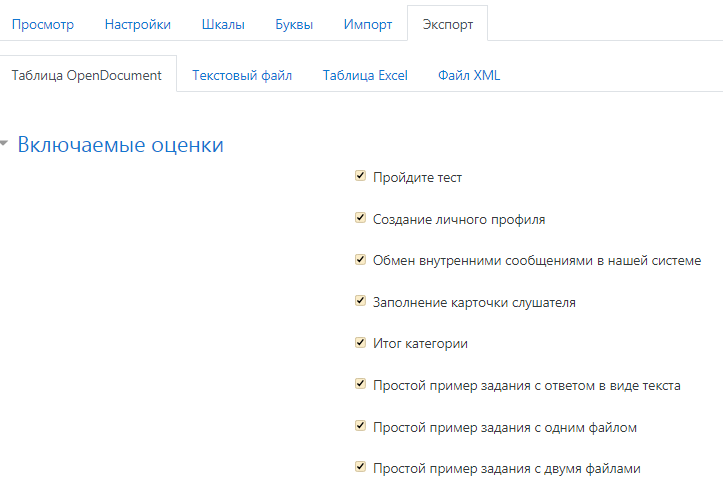 Просмотр Настройки Шкалы Буквы Импорт Экспорт
Таблица OpenDocument Текстовый файл Таблица Excel Файл XML
Включаемые оценки
Пройдите тест
Создание личного профиля
Обмен внутренними сообщениями в нашей системе
Заполнение карточки слушателя
Итог категории
Простой пример задания с ответом в виде текста
Простой пример задания с одним файлом
Простой пример задания с двумя файлами